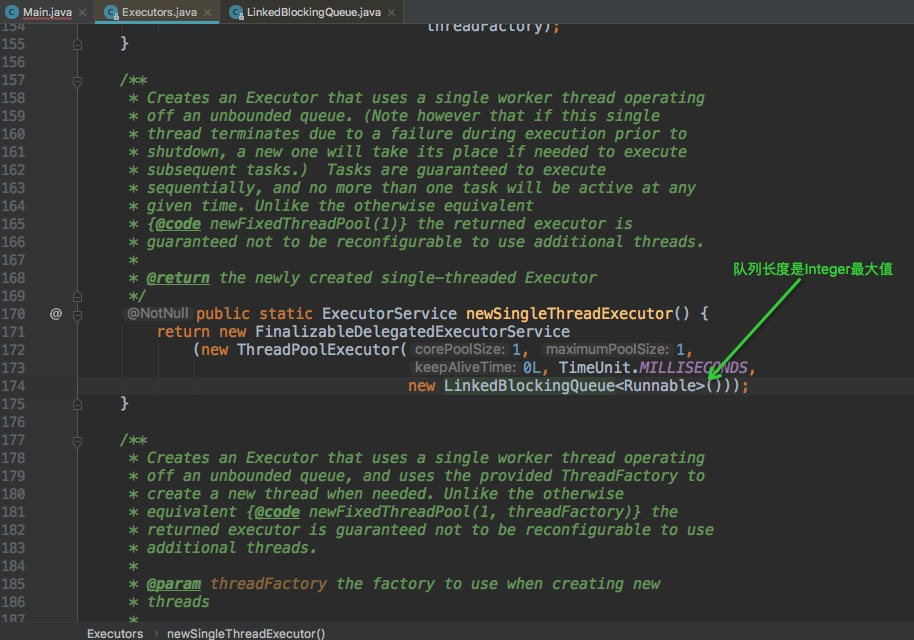 Main.java × Executors.java × LinkedBlockingQueue.java ×
154 threadFactory);
155 }
156
157 /**
158 * Creates an Executor that uses a single worker thread operating
159 * off an unbounded queue. (Note however that if this single
160 * thread terminates due to a failure during execution prior to
161 * shutdown, a new one will take its place if needed to execute
162 * subsequent tasks.)  Tasks are guaranteed to execute
163 * sequentially, and no more than one task will be active at any
164 * given time. Unlike the otherwise equivalent
165 * {@code newFixedThreadPool(1)} the returned executor is
166 * guaranteed not to be reconfigurable to use additional threads.
167 *
队列长度是Integer最大值
168 * @return the newly created single-threaded Executor
169 */
170 @ @NotNull public static ExecutorService newSingleThreadExecutor() {
171 return new FinalizableDelegatedExecutorService
172 (new ThreadPoolExecutor( corePoolSize: 1, maximumPoolSize: 1,
173 keepAliveTime: 0L, TimeUnit.MILLISECONDS,
174 new LinkedBlockingQueue<Runnable>()));
175 }
176
177 /**
178 * Creates an Executor that uses a single worker thread operating
179 * off an unbounded queue, and uses the provided ThreadFactory to
180 * create a new thread when needed. Unlike the otherwise
181 * equivalent {@code newFixedThreadPool(1, threadFactory)} the
182 * returned executor is guaranteed not to be reconfigurable to use
183 * additional threads.
184 *
185 * @param threadFactory the factory to use when creating new
186 * threads
187 *
Executors › newSingleThreadExecutor()